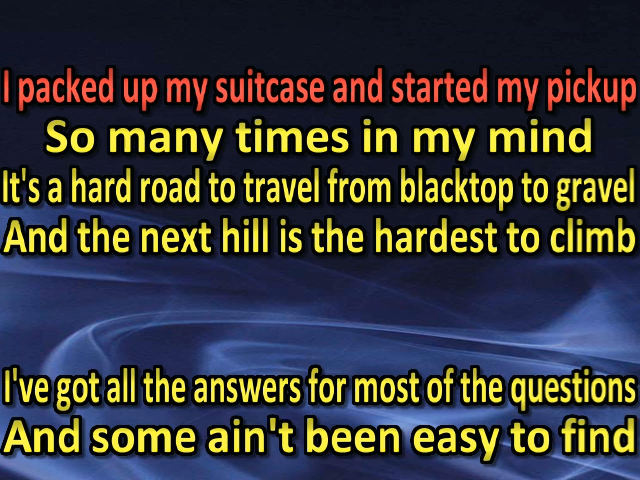 I packed up my suitcase and started my pickup
So many times in my mind
It's a hard road to travel from blacktop to gravel
And the next hill is the hardest to climb
I've got all the answers for most of the questions
And some ain't been easy to find